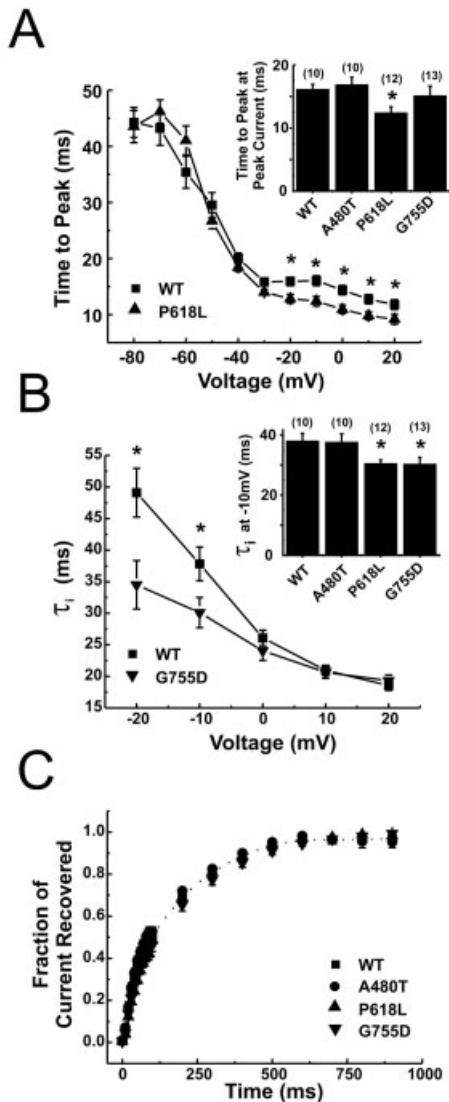 A
Time to Peak (ms)
50
40
30
20
10
-80 -60 -40 -20 0 20
Voltage (mV)
WT
P618L
* * * * *
Time to Peak at
Peak Current (ms)
20
10
0
(10) (10) (12) (13)
*
WT A480T P618L G755D
B
τi (ms)
55
50
45
40
35
30
25
20
15
-20 -10 0 10 20
Voltage (mV)
* *
WT
G755D
τi at -10mV (ms)
40
20
0
(10) (10) (12) (13)
* *
WT A480T P618L G755D
C
Fraction of
Current Recovered
1.0
0.8
0.6
0.4
0.2
0.0
0 250 500 750 1000
Time (ms)
WT
A480T
P618L
G755D